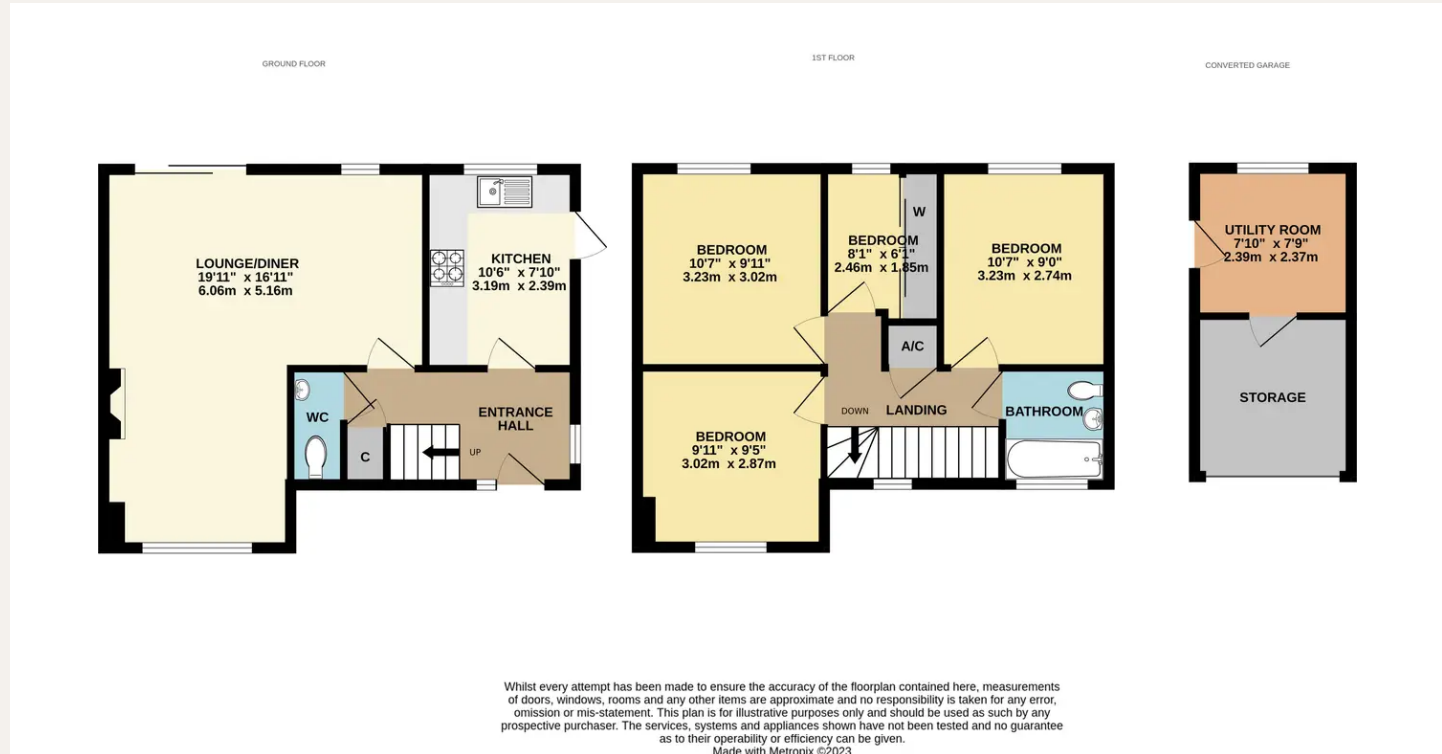 GROUND FLOOR
1ST FLOOR
CONVERTED GARAGE
LOUNGE/DINER
19'11" x 16'11"
6.06m x 5.16m
KITCHEN
10'6" x 7'10"
3.19m x 2.39m
WC
C
UP
ENTRANCE
HALL
BEDROOM
10'7" x 9'11"
3.23m x 3.02m
BEDROOM
8'1" x 6'1"
2.46m x 1.85m
W
BEDROOM
10'7" x 9'0"
3.23m x 2.74m
A/C
BEDROOM
9'11" x 9'5"
3.02m x 2.87m
DOWN
LANDING
BATHROOM
UTILITY ROOM
7'10" x 7'9"
2.39m x 2.37m
STORAGE
Whilst every attempt has been made to ensure the accuracy of the floorplan contained here, measurements
of doors, windows, rooms and any other items are approximate and no responsibility is taken for any error,
omission or mis-statement. This plan is for illustrative purposes only and should be used as such by any
prospective purchaser. The services, systems and appliances shown have not been tested and no guarantee
as to their operability or efficiency can be given.
Made with Metropix ©2023